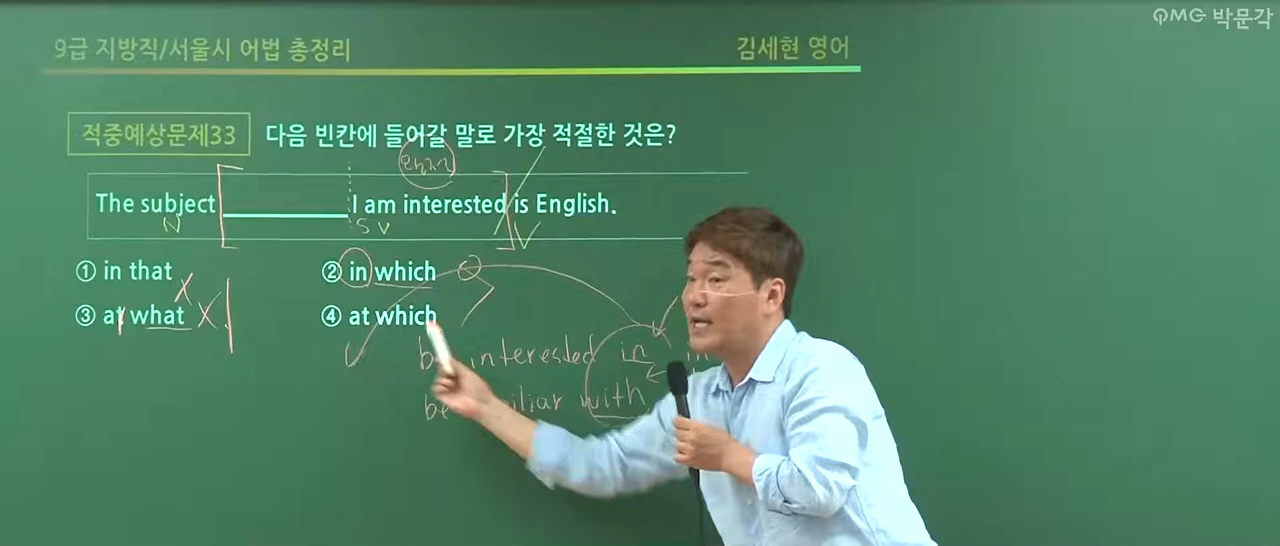 QMG 박문각
9급 지방직/서울시 어법 총정리
김세현 영어
적중예상문제33 다음 빈칸에 들어갈 말로 가장 적절한 것은?
완전
The subject I am interested is English.
N S V V
① in that
② in which
③ at what
④ at which
be interested in
be with